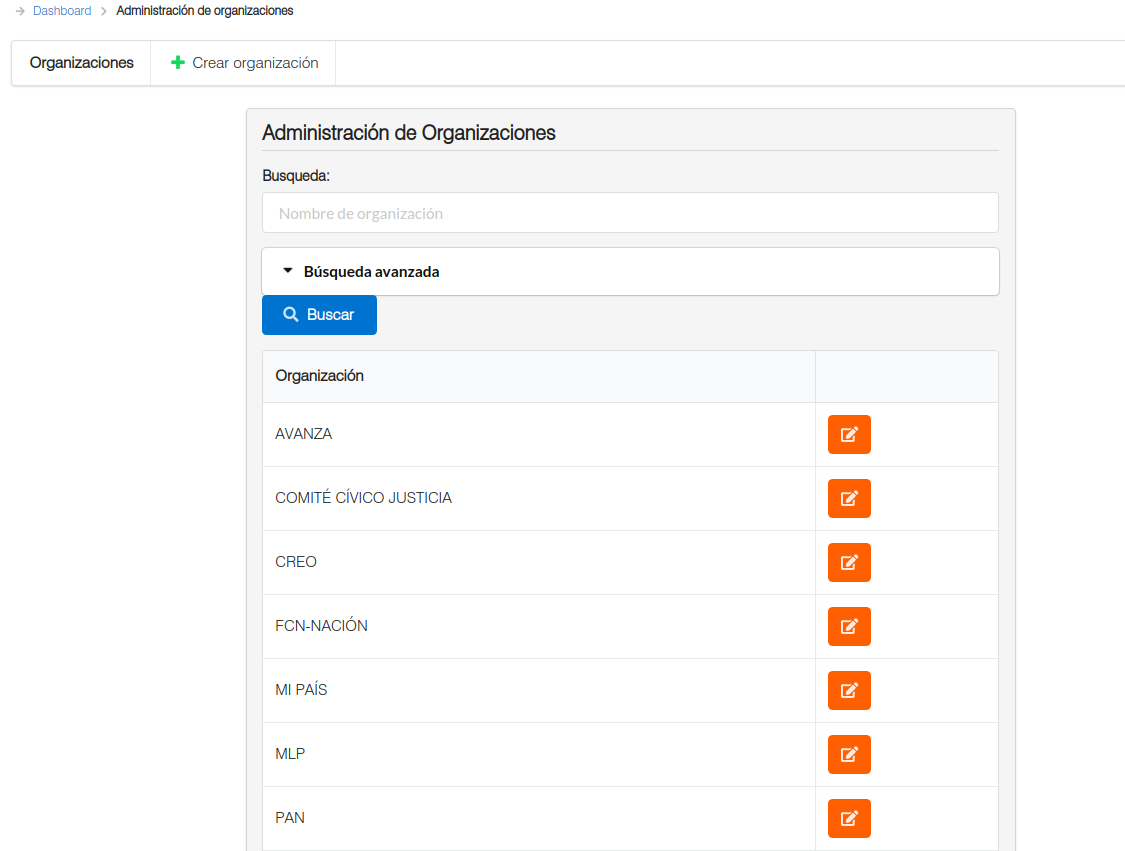 Dashboard Administración de organizaciones
Organizaciones Crear organización
Administración de Organizaciones
Busqueda:
Nombre de organización
Búsqueda avanzada
Buscar
Organización
AVANZA
COMITÉ CÍVICO JUSTICIA
CREO
FCN-NACIÓN
MI PAÍS
MLP
PAN